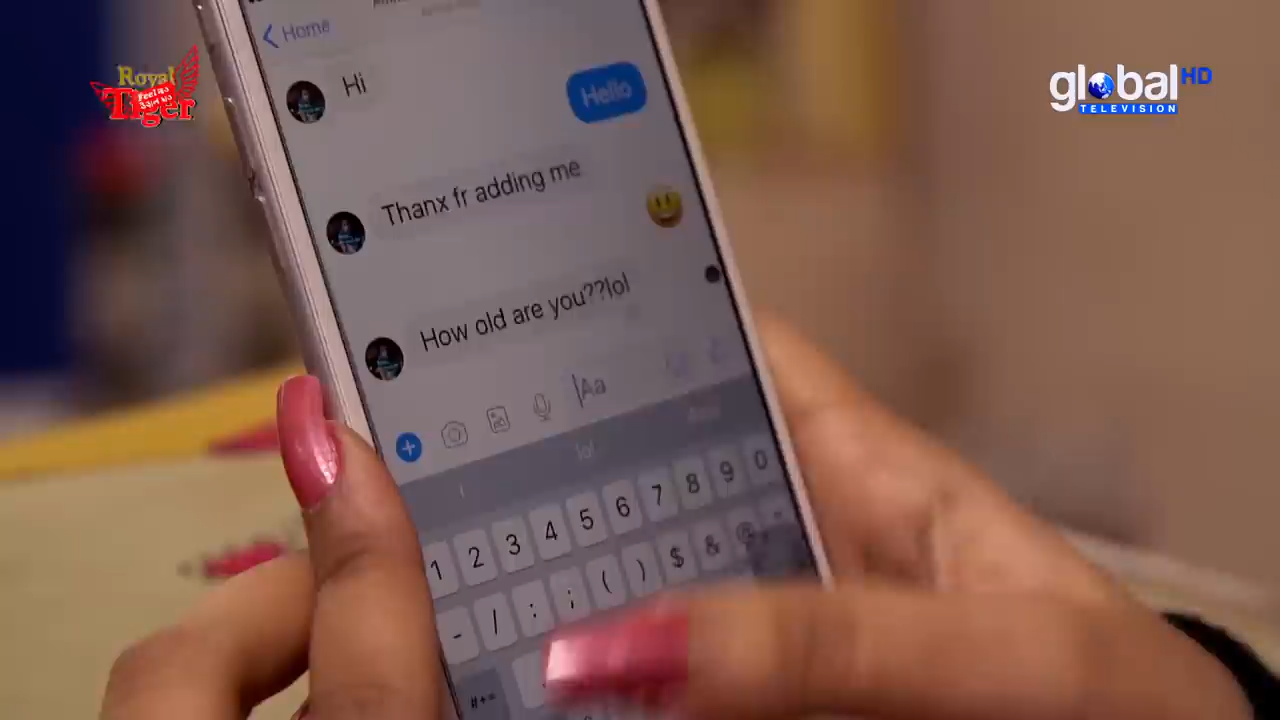 Home
Royal
Tiger
global HD
TELEVISION
Hi
Hello
Thanx fr adding me
How old are you??lol
Aa
lol
1 2 3 4 5 6 7 8 9 0
- / : ; ( ) $ & @
#+=